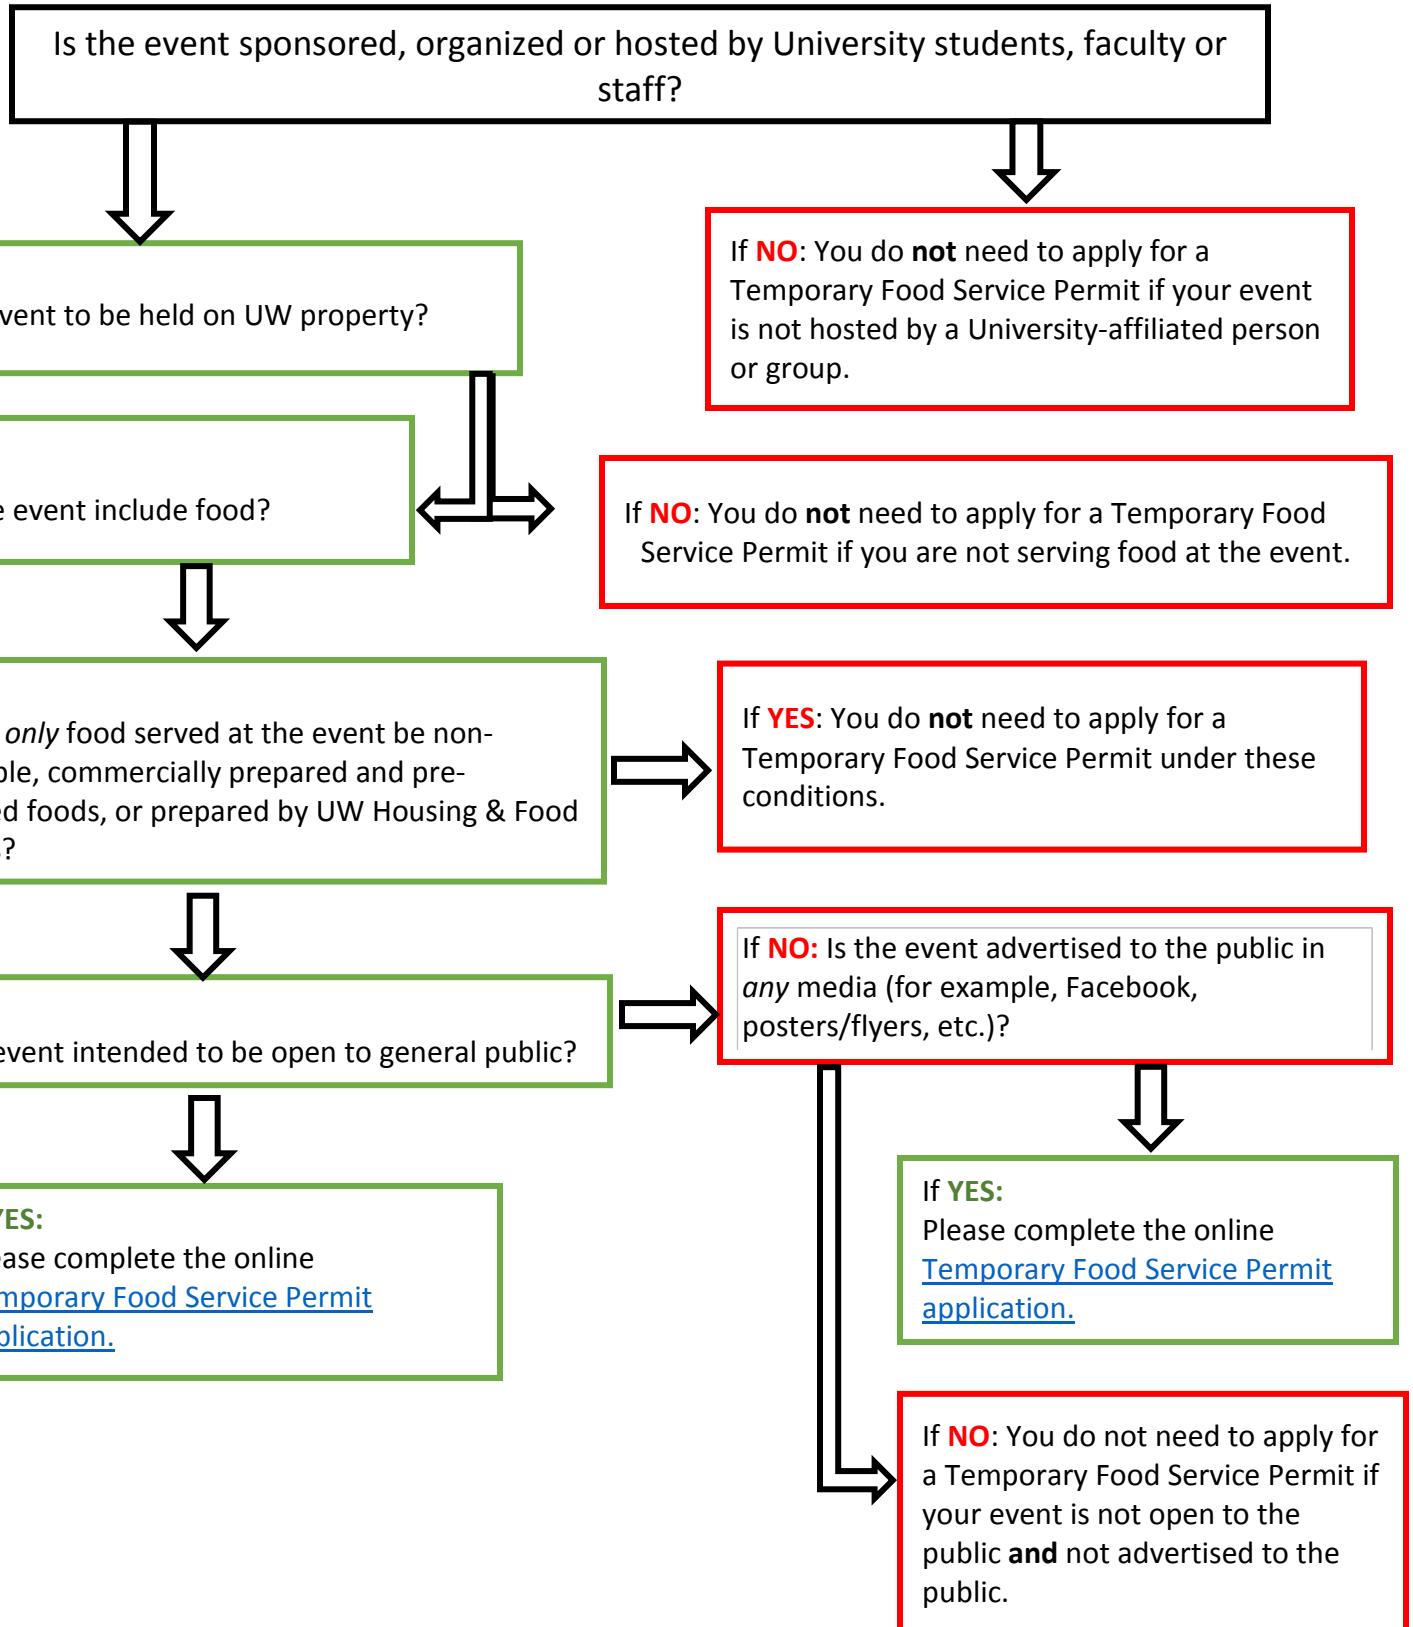 Is the event sponsored, organized or hosted by University students, faculty or
staff?
If NO: You do not need to apply for a
Temporary Food Service Permit if your event
is not hosted by a University-affiliated person
or group.
vent to be held on UW property?
e event include food?
If NO: You do not need to apply for a Temporary Food
Service Permit if you are not serving food at the event.
only food served at the event be non-
ble, commercially prepared and pre-
ed foods, or prepared by UW Housing & Food
?
If YES: You do not need to apply for a
Temporary Food Service Permit under these
conditions.
event intended to be open to general public?
If NO: Is the event advertised to the public in
any media (for example, Facebook,
posters/flyers, etc.)?
YES:
ease complete the online
mporary Food Service Permit
plication.
If YES:
Please complete the online
Temporary Food Service Permit
application.
If NO: You do not need to apply for
a Temporary Food Service Permit if
your event is not open to the
public and not advertised to the
public.